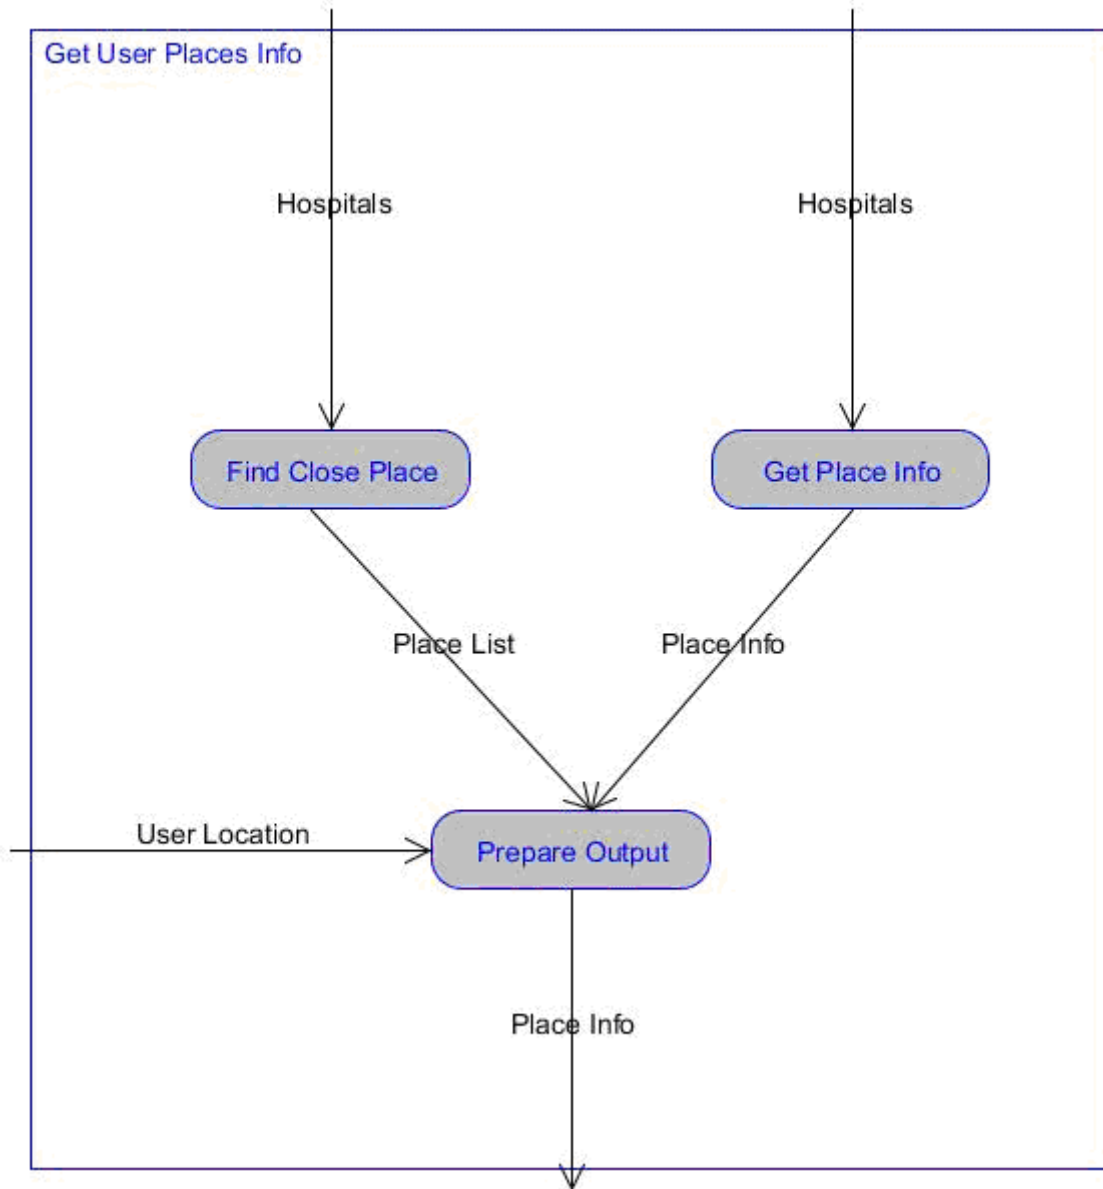 Get User Places Info
Hospitals
Hospitals
Find Close Place
Get Place Info
Place List
Place Info
User Location
Prepare Output
Place Info